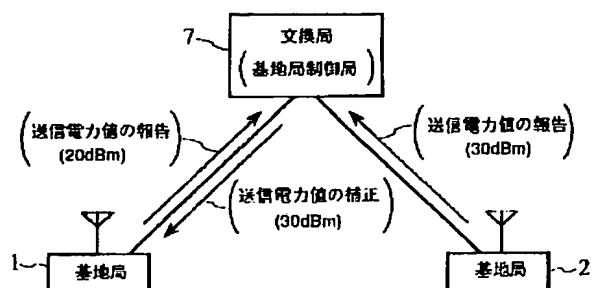 7
文換局
(基地局制御局)
(送信電力値の報告
(20dBm))
(送信電力値の報告
(30dBm))
(送信電力値の補正
(30dBm))
1
基地局
基地局
2